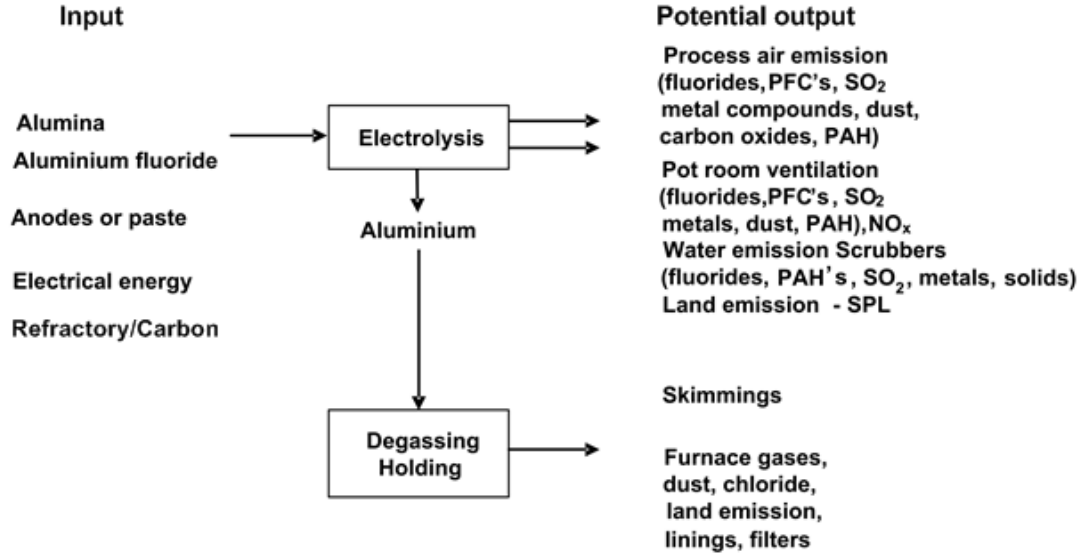 Input
Potential output
Alumina
Aluminium fluoride
Anodes or paste
Electrical energy
Refractory/Carbon
Electrolysis
Aluminium
Degassing
Holding
Process air emission
(fluorides,PFC's, SO₂
metal compounds, dust,
carbon oxides, PAH)
Pot room ventilation
(fluorides,PFC's, SO₂
metals, dust, PAH),NOₓ
Water emission Scrubbers
(fluorides, PAH's, SO₂, metals, solids)
Land emission - SPL
Skimmings
Furnace gases,
dust, chloride,
land emission,
linings, filters